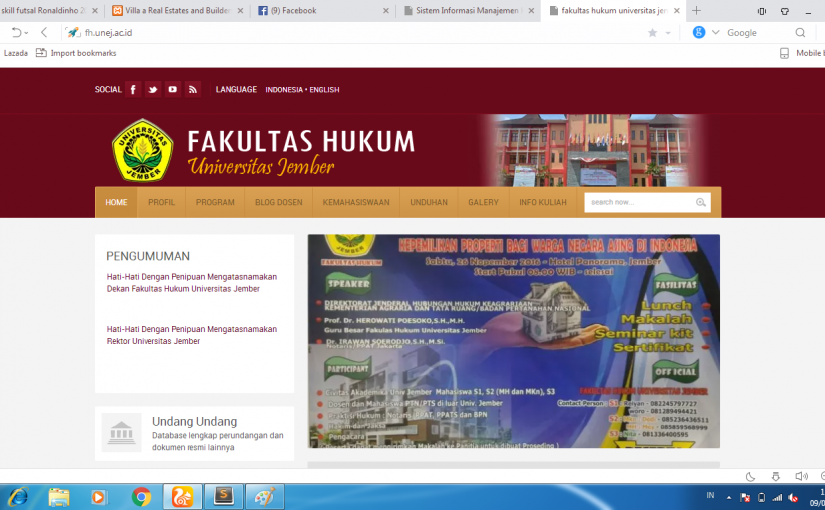 skill futsal Ronaldinho 20
Villa a Real Estates and Builder
(9) Facebook
Sistem Informasi Manajemen
fakultas hukum universitas jem
fh.unej.ac.id
Google
Lazada
Import bookmarks
Mobile
SOCIAL
LANGUAGE
INDONESIA • ENGLISH
UNIVERSITAS
JEMBER
FAKULTAS HUKUM
Universitas Jember
HOME
PROFIL
PROGRAM
BLOG DOSEN
KEMAHASISWAAN
UNDUHAN
GALERY
INFO KULIAH
search now...
PENGUMUMAN
Hati-Hati Dengan Penipuan Mengatasnamakan
Dekan Fakultas Hukum Universitas Jember
Hati-Hati Dengan Penipuan Mengatasnamakan
Rektor Universitas Jember
Undang Undang
Database lengkap perundangan dan
dokumen resmi lainnya
JEMBER
FAKULTAS HUKUM
KEPEMILIKAN PROPERTI BAGI WARGA NEGARA ASING DI INDONESIA
Sabtu, 26 Nopember 2016 - Hotel Panorama, Jember
Start Pukul 08.00 WIB - selesai
SPEAKER
DIREKTORAT JENDERAL HUBUNGAN HUKUM KEAGRARIAAN
KEMENTERIAN AGRARIA DAN TATA RUANG/BADAN PERTANAHAN NASIONAL
Prof. Dr. HEROWATI POESOKO,S.H.,M.H.
Guru Besar Fakulas Hukum Universitas Jember
Dr. IRAWAN SOERODJO,S.H.,M.Si.
Notaris/PPAT Jakarta
FASILITAS
Lunch
Makalah
Seminar kit
Sertifikat
PARTICIPANT
Civitas Akademika Univ Jember Mahasiswa S1, S2 (MH dan MKn), S3
Dosen dan Mahasiswa PTN/PTS di luar Univ. Jember
Praktisi Hukum : Notaris/PPAT, PPATS dan BPN
Hakim dan Jaksa
Pengacara
OFFICIAL
Contact Person
082245797727
081289494421
085236436511
081336400595
IN